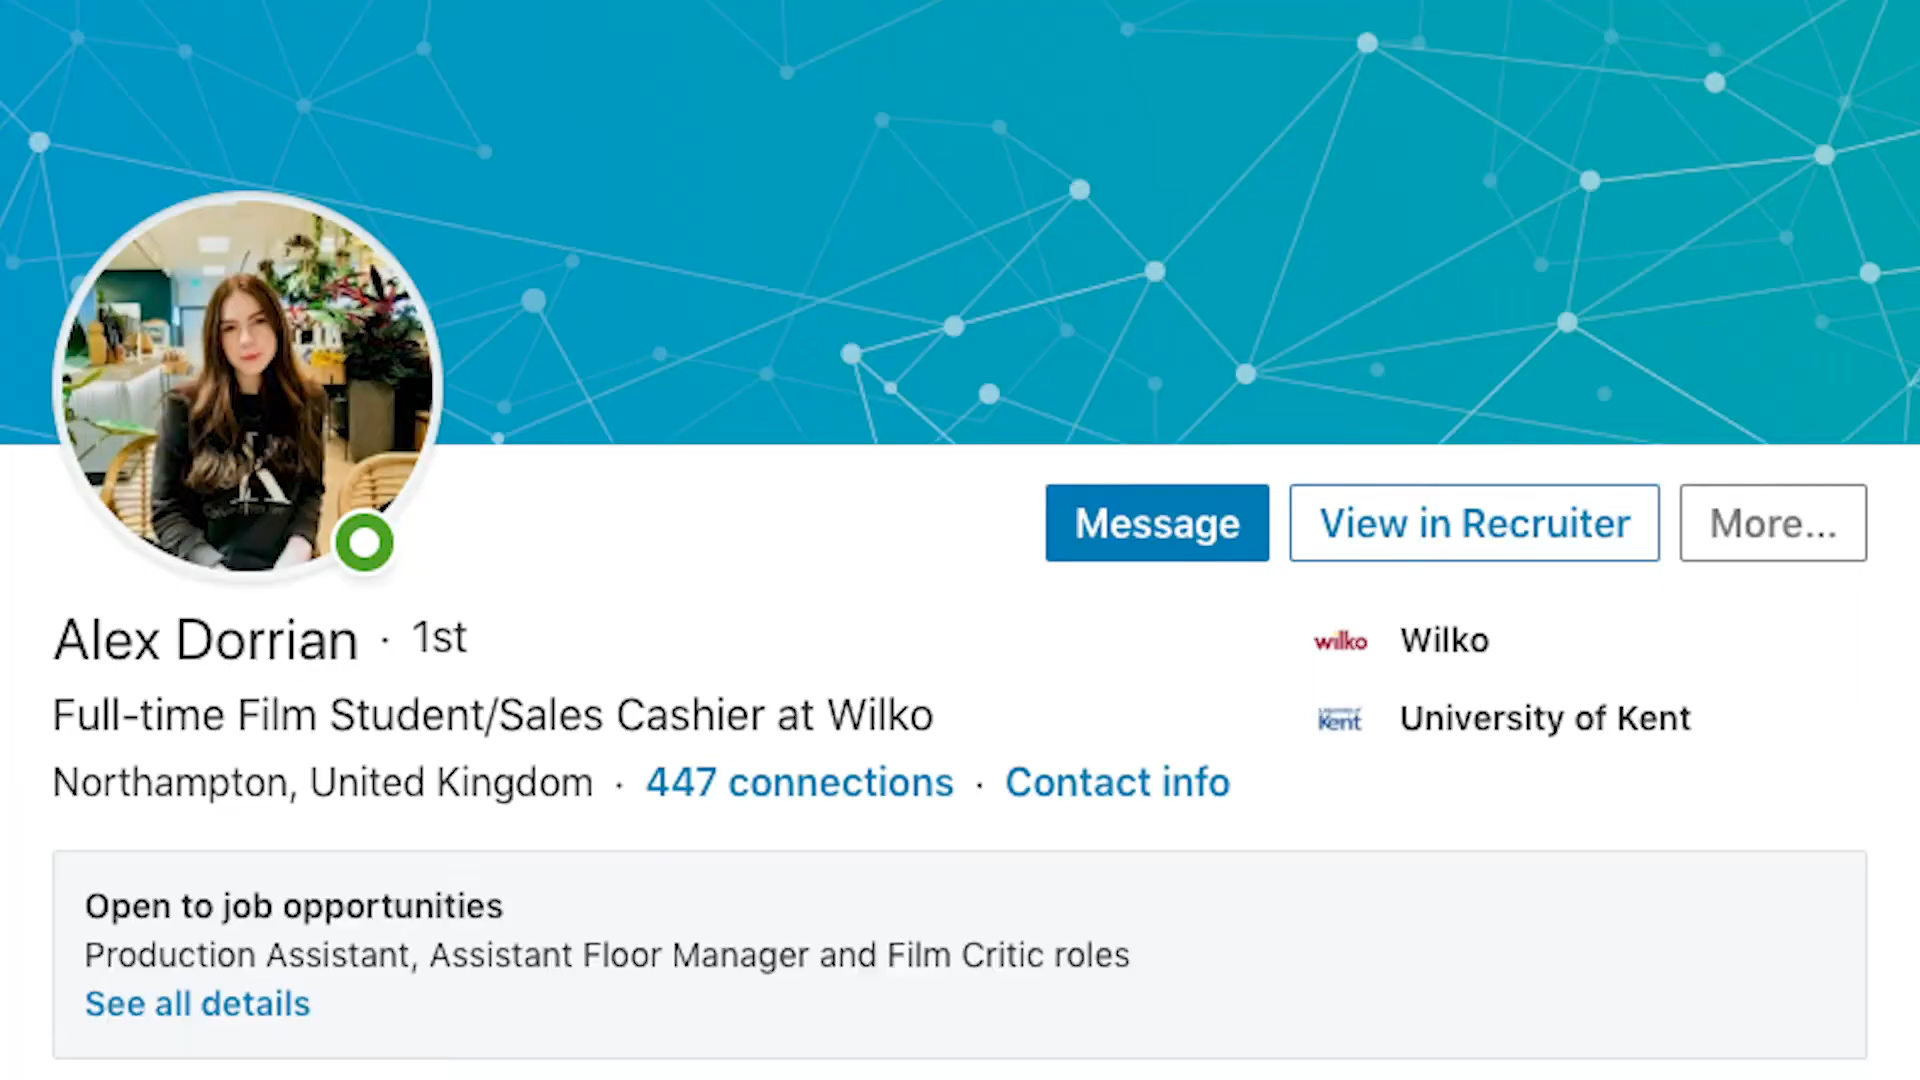 Message
View in Recruiter
More...
Alex Dorrian · 1st
Full-time Film Student/Sales Cashier at Wilko
Northampton, United Kingdom · 447 connections · Contact info
wilko Wilko
Kent University of Kent
Open to job opportunities
Production Assistant, Assistant Floor Manager and Film Critic roles
See all details